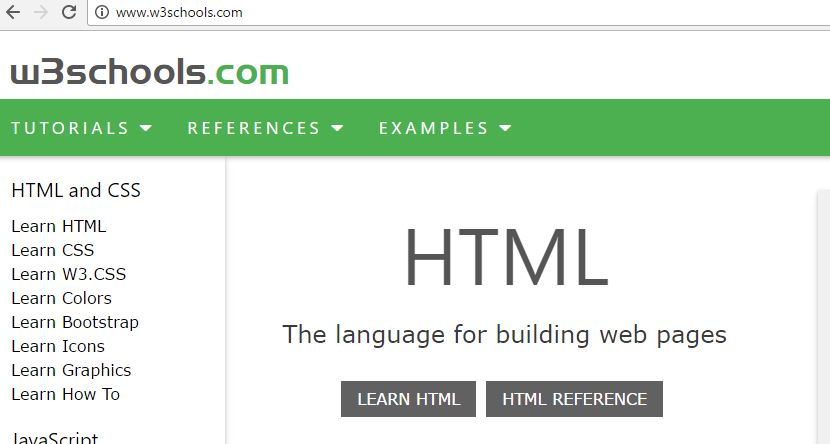 www.w3schools.com
w3schools.com
TUTORIALS REFERENCES EXAMPLES
HTML and CSS
Learn HTML
Learn CSS
Learn W3.CSS
Learn Colors
Learn Bootstrap
Learn Icons
Learn Graphics
Learn How To
JavaScript
HTML
The language for building web pages
LEARN HTML HTML REFERENCE